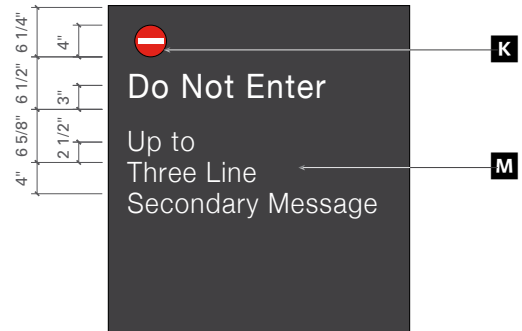 6 1/4"
4"
6 1/2"
3"
6 5/8"
2 1/2"
4"
K
Do Not Enter
Up to
Three Line
Secondary Message
M